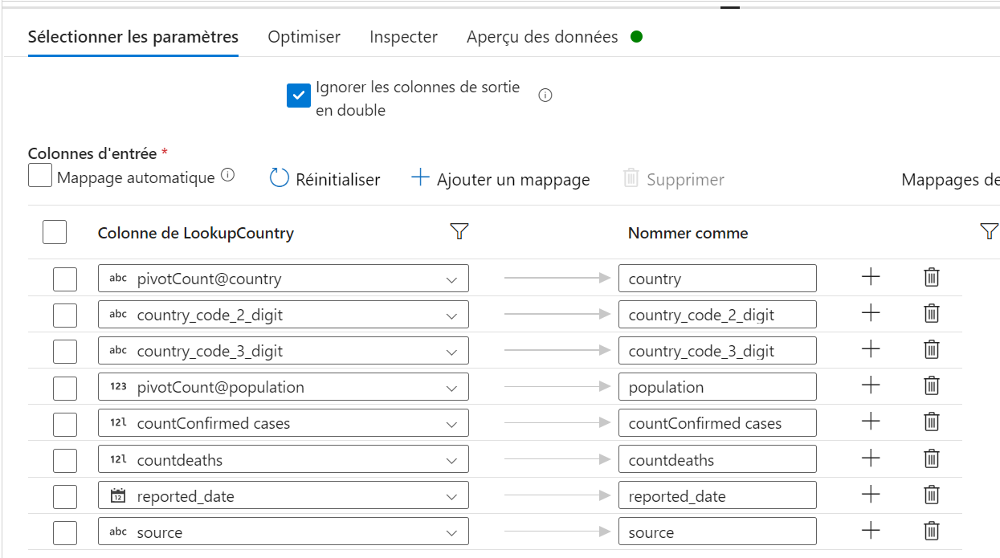 Sélectionner les paramètres Optimiser Inspecter Aperçu des données
Ignorer les colonnes de sortie
en double
Colonnes d'entrée *
Mappage automatique Réinitialiser Ajouter un mappage Supprimer Mappages de
Colonne de LookupCountry Nommer comme
abc pivotCount@country country
abc country_code_2_digit country_code_2_digit
abc country_code_3_digit country_code_3_digit
123 pivotCount@population population
12l countConfirmed cases countConfirmed cases
12l countdeaths countdeaths
12 reported_date reported_date
abc source source